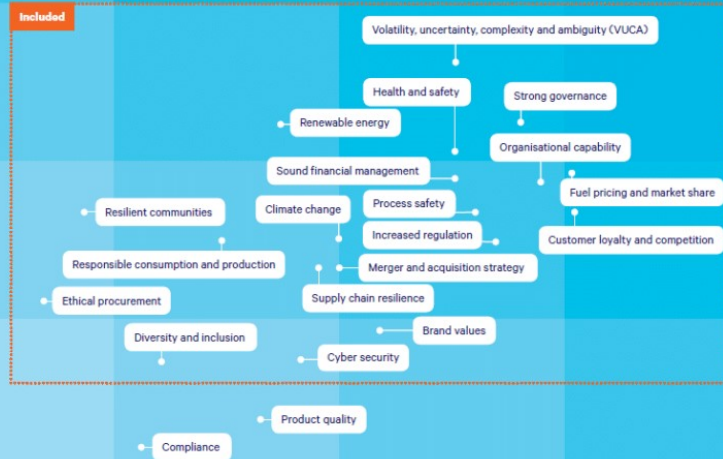 Included
Volatility, uncertainty, complexity and ambiguity (VUCA)
Health and safety
Strong governance
Renewable energy
Organisational capability
Sound financial management
Fuel pricing and market share
Resilient communities
Climate change
Process safety
Increased regulation
Customer loyalty and competition
Responsible consumption and production
Merger and acquisition strategy
Ethical procurement
Supply chain resilience
Diversity and inclusion
Brand values
Cyber security
Product quality
Compliance